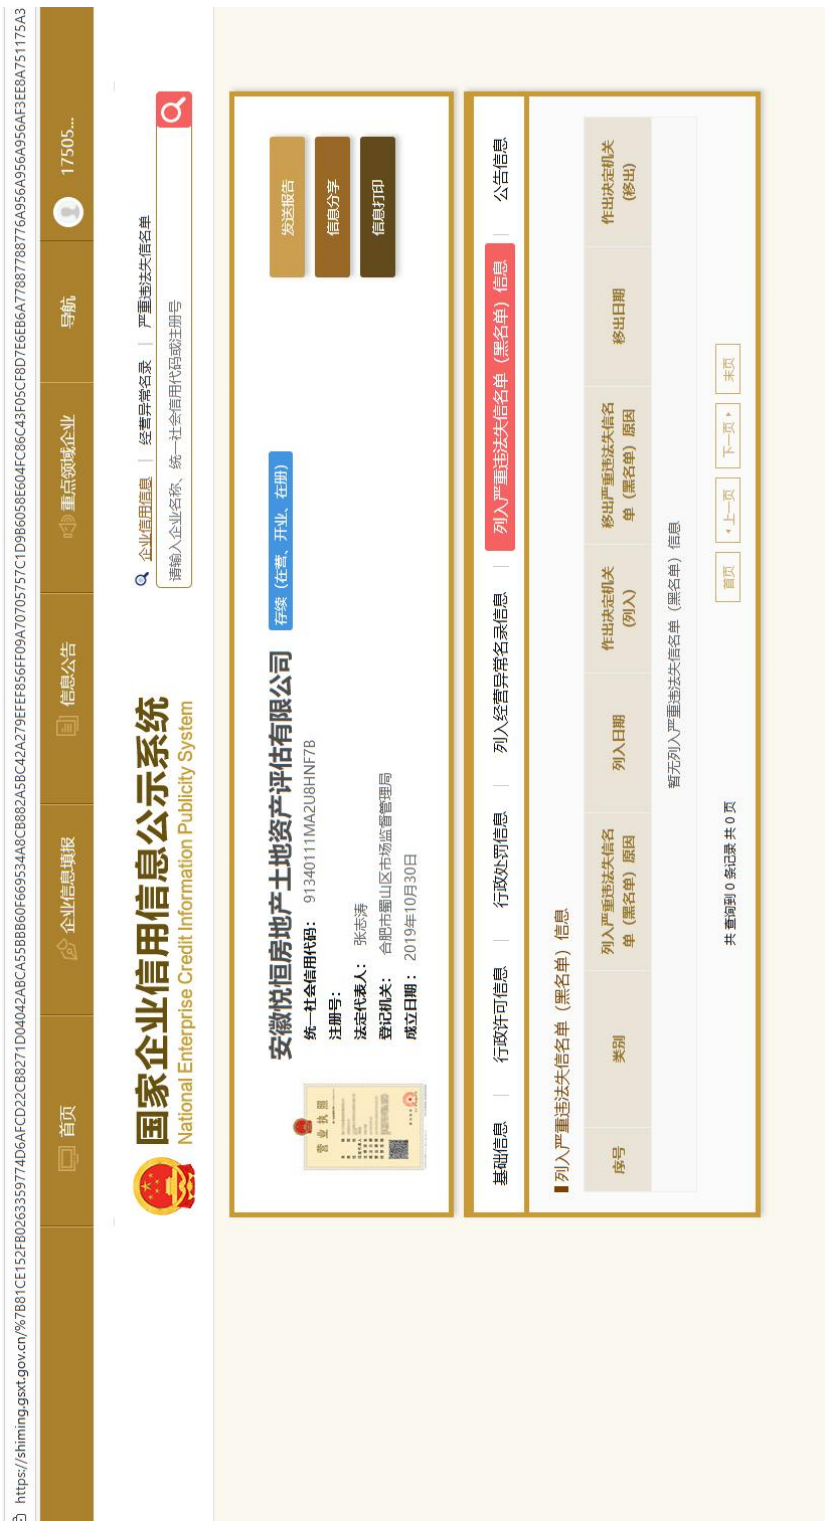 https://shiming.gsxt.gov.cn/%7B81CE152FB0263359774D6AFCD22CB8271D04042ABCA55BBB60F669534A8CB882A5BC42A279EFEF856FF09A70705757C1D9B6058E604FC86C43F05CF8D7E6EB6A77887788776A956A956A956AF3EE8A751175A3
首页 企业信息填报 信息公告 重点领域企业 导航 17505...
国家企业信用信息公示系统
National Enterprise Credit Information Publicity System
企业信用信息 | 经营异常名录 | 严重违法失信名单
请输入企业名称、统一社会信用代码或注册号
安徽悦恒房地产土地资产评估有限公司 存续（在营、开业、在册）
统一社会信用代码： 91340111MA2U8HNF7B
注册号：
法定代表人： 张志涛
登记机关： 合肥市蜀山区市场监督管理局
成立日期： 2019年10月30日
营业执照
发送报告
信息分享
信息打印
基础信息 | 行政许可信息 | 行政处罚信息 | 列入经营异常名录信息 | 列入严重违法失信名单（黑名单）信息 | 公告信息
列入严重违法失信名单（黑名单）信息
序号 类别 列入严重违法失信名单（黑名单）原因 列入日期 作出决定机关(列入) 移出严重违法失信名单（黑名单）原因 移出日期 作出决定机关(移出)
暂无列入严重违法失信名单（黑名单）信息
共 查询到 0 条记录 共 0 页
首页 上一页 下一页 末页